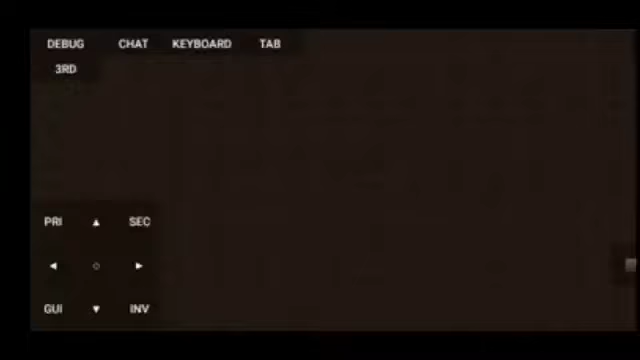 DEBUG CHAT KEYBOARD TAB
3RD
PRI ▲ SEC
◄ ○ ►
GUI ▼ INV